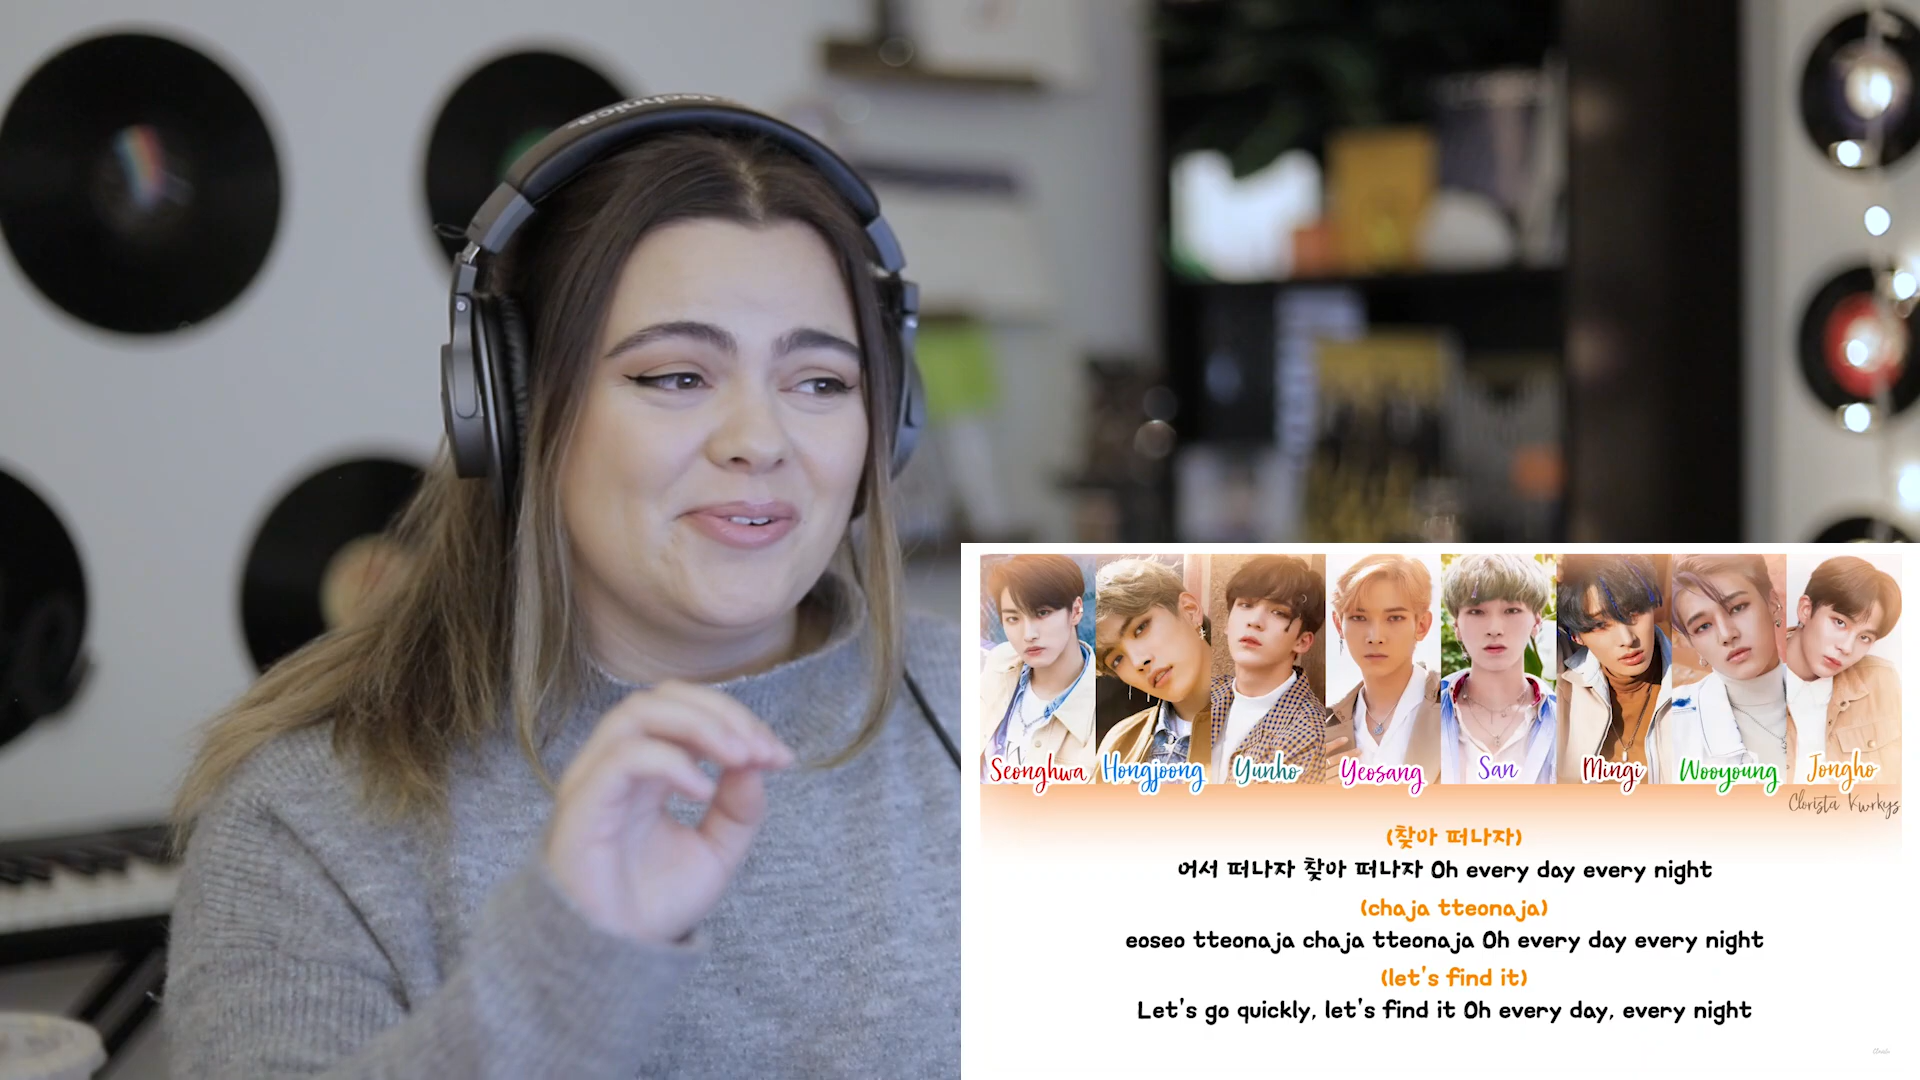 technica
Seonghwa Hongjoong Yunho Yeosang San Mingi Wooyoung Jongho
Clorista Kwrkys
(찾아 떠나자)
어서 떠나자 찾아 떠나자 Oh every day every night
(chaja tteonaja)
eoseo tteonaja chaja tteonaja Oh every day every night
(let's find it)
Let's go quickly, let's find it Oh every day, every night